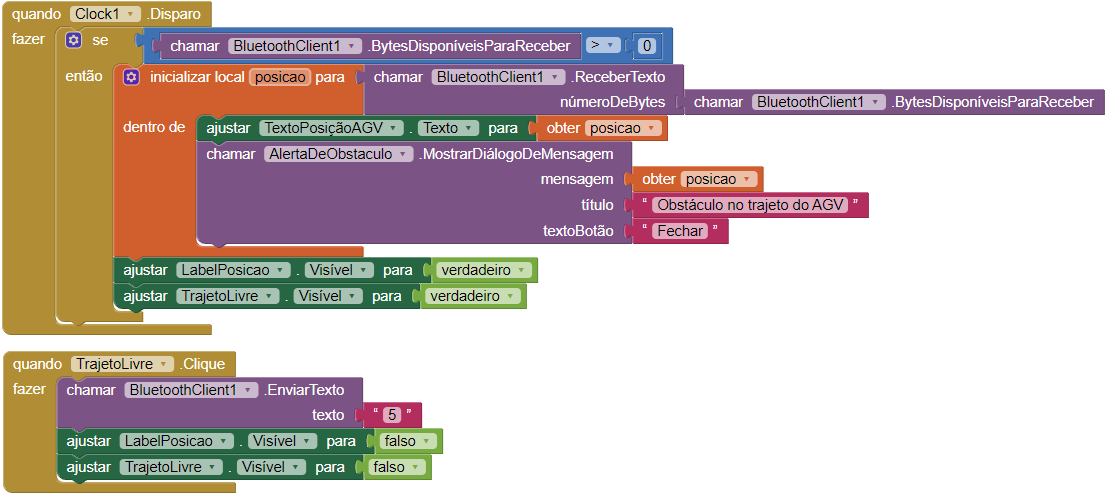 quando Clock1 .Disparo
fazer se chamar BluetoothClient1 .BytesDisponíveisParaReceber > 0
então inicializar local posicao para chamar BluetoothClient1 .ReceberTexto
númeroDeBytes chamar BluetoothClient1 .BytesDisponíveisParaReceber
dentro de ajustar TextoPosiçãoAGV . Texto para obter posicao
chamar AlertaDeObstaculo .MostrarDiálogoDeMensagem
mensagem obter posicao
título “ Obstáculo no trajeto do AGV ”
textoBotão “ Fechar ”
ajustar LabelPosicao . Visível para verdadeiro
ajustar TrajetoLivre . Visível para verdadeiro
quando TrajetoLivre .Clique
fazer chamar BluetoothClient1 .EnviarTexto
texto “ 5 ”
ajustar LabelPosicao . Visível para falso
ajustar TrajetoLivre . Visível para falso